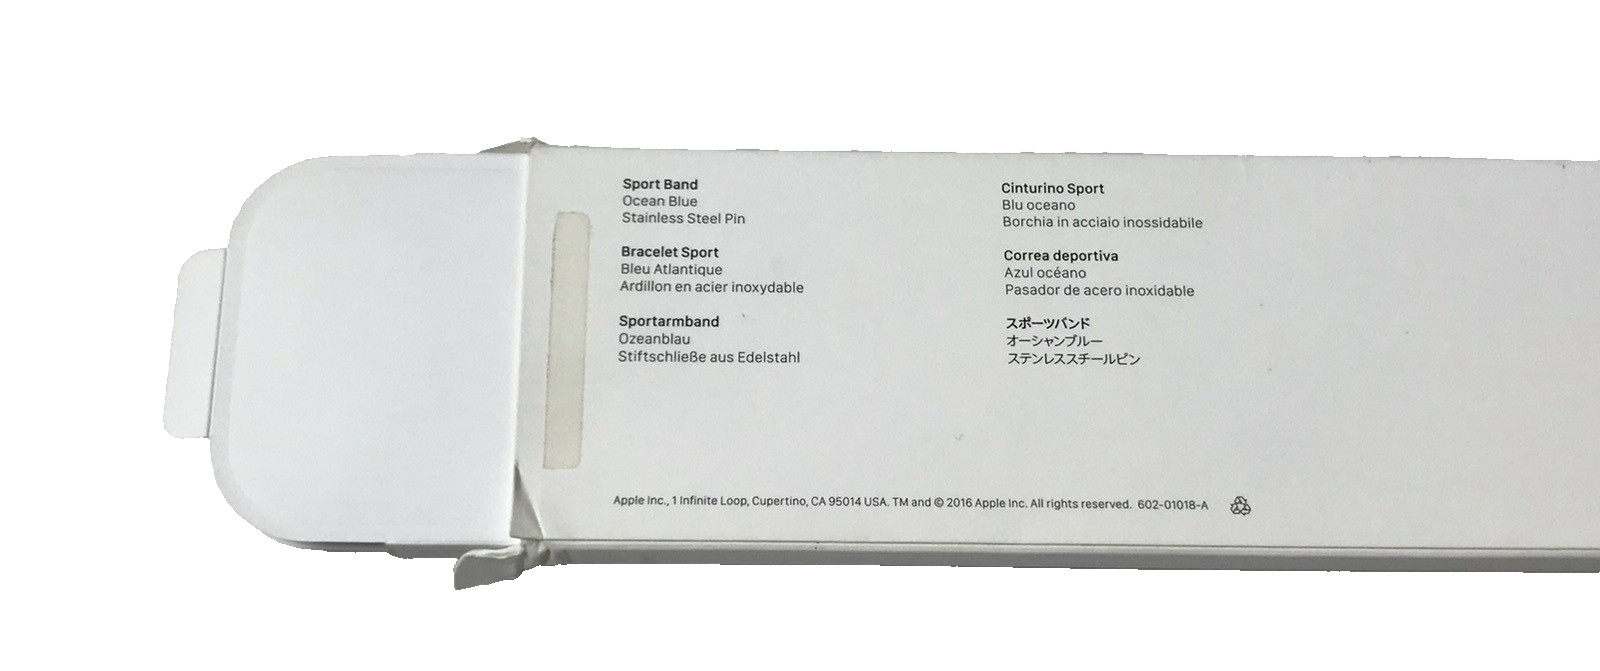 Sport Band
Ocean Blue
Stainless Steel Pin
Bracelet Sport
Bleu Atlantique
Ardillon en acier inoxydable
Sportarmband
Ozeanblau
Stiftschließe aus Edelstahl
Cinturino Sport
Blu oceano
Borchia in acciaio inossidabile
Correa deportiva
Azul océano
Pasador de acero inoxidable
スポーツバンド
オーシャンブルー
ステンレススチールピン
Apple Inc., 1 Infinite Loop, Cupertino, CA 95014 USA. TM and © 2016 Apple Inc. All rights reserved. 602-01018-A